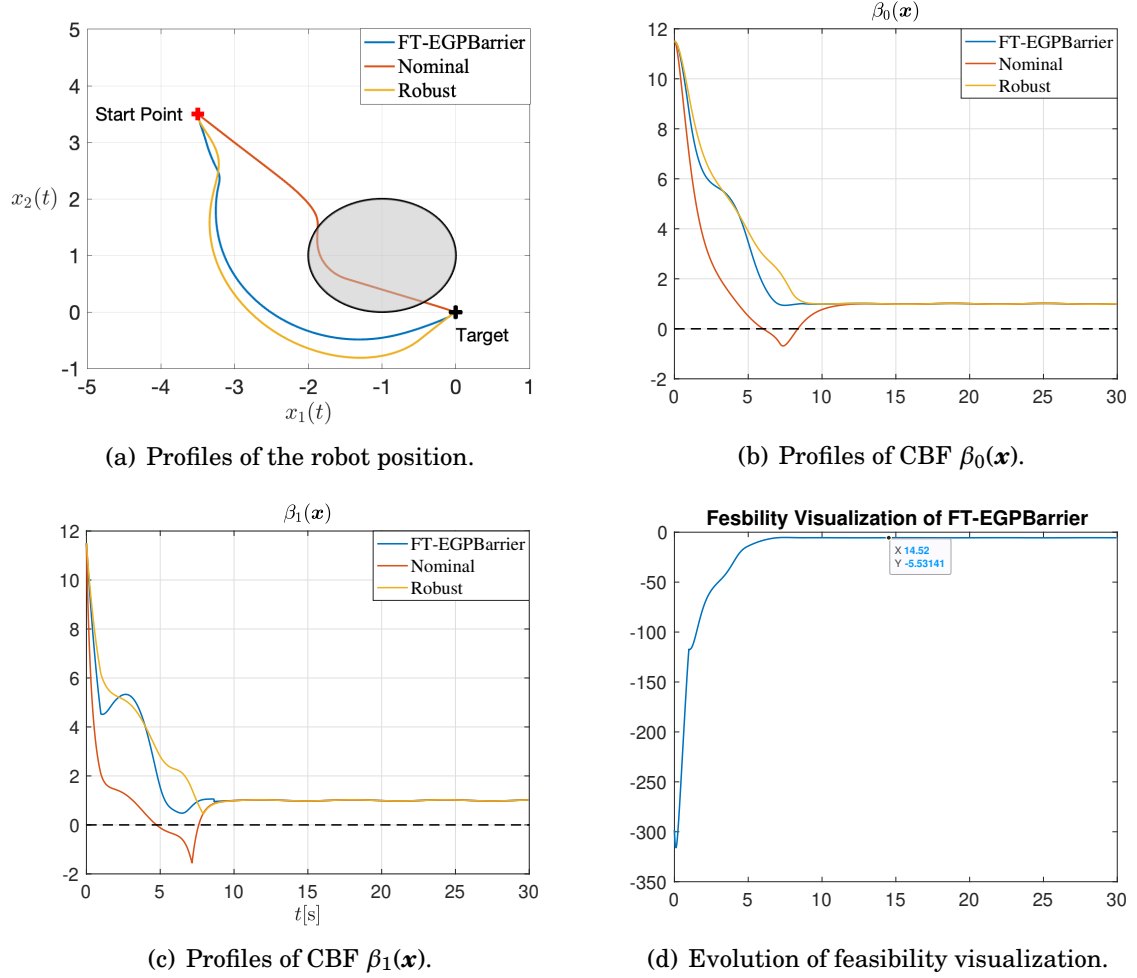 5
4
3
2
1
0
-1
x₂(t)
-5
-4
-3
-2
-1
0
1
x₁(t)
FT-EGPBarrier
Nominal
Robust
Start Point
Target
(a) Profiles of the robot position.
β₀(x)
12
10
8
6
4
2
0
-2
0
5
10
15
20
25
30
FT-EGPBarrier
Nominal
Robust
(b) Profiles of CBF β₀(x).
β₁(x)
12
10
8
6
4
2
0
-2
0
5
10
15
20
25
30
t[s]
FT-EGPBarrier
Nominal
Robust
(c) Profiles of CBF β₁(x).
Fesbility Visualization of FT-EGPBarrier
0
-50
-100
-150
-200
-250
-300
-350
0
5
10
15
20
25
30
X 14.52
Y -5.53141
(d) Evolution of feasibility visualization.